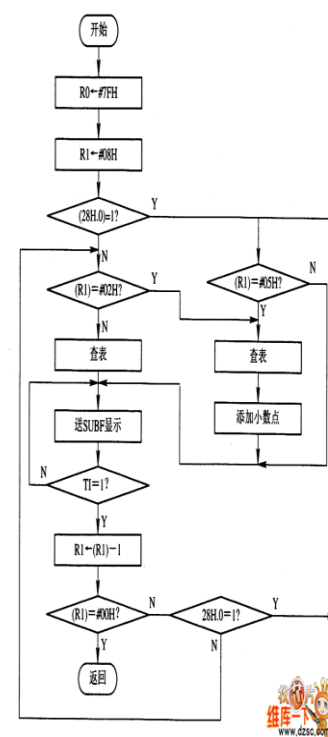 开始
R0←#7FH
R1←#08H
(28H.0)=1?
Y
N
(R1)=#02H?
Y
(R1)=#05H?
N
N
Y
查表
查表
送SUBF显示
添加小数点
N
TI=1?
Y
R1←(R1)−1
(R1)=#00H?
N
28H.0=1?
Y
Y
N
返回
维库一下
www.dzsc.com